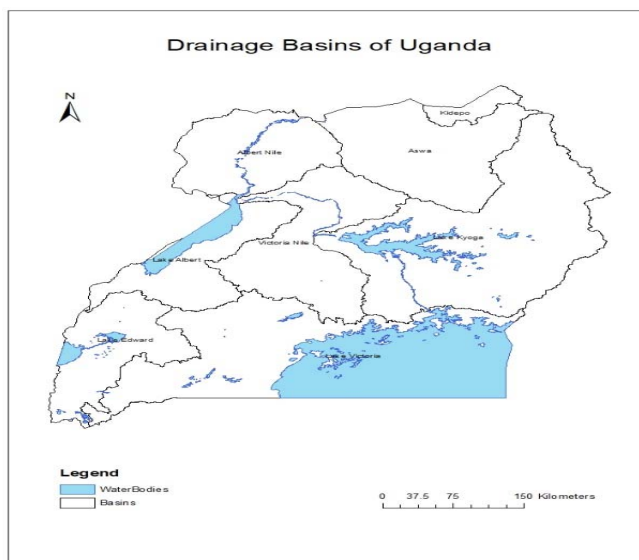 Drainage Basins of Uganda
N
Kidepo
Albert Nile
Aswa
Lake Kyoga
Victoria Nile
Lake Albert
Lake Edward
Lake Victoria
Legend
WaterBodies
Basins
0 37.5 75 150 Kilometers